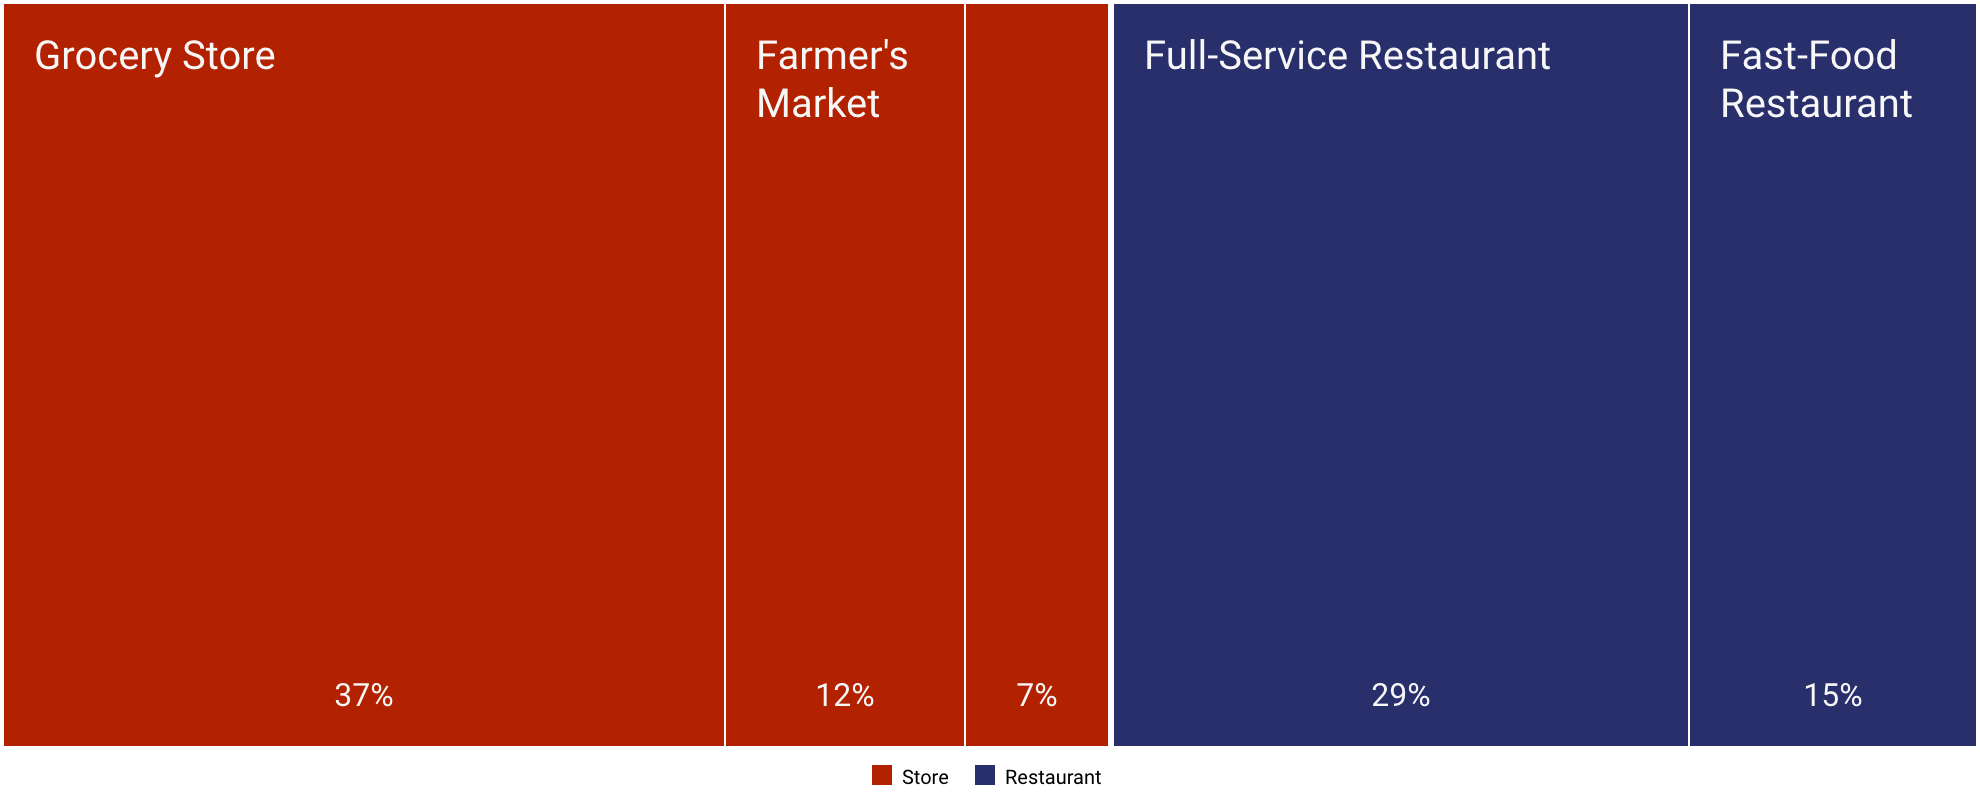 Grocery Store
Farmer's
Market
Full-Service Restaurant
Fast-Food
Restaurant
37%
12%
7%
29%
15%
Store
Restaurant